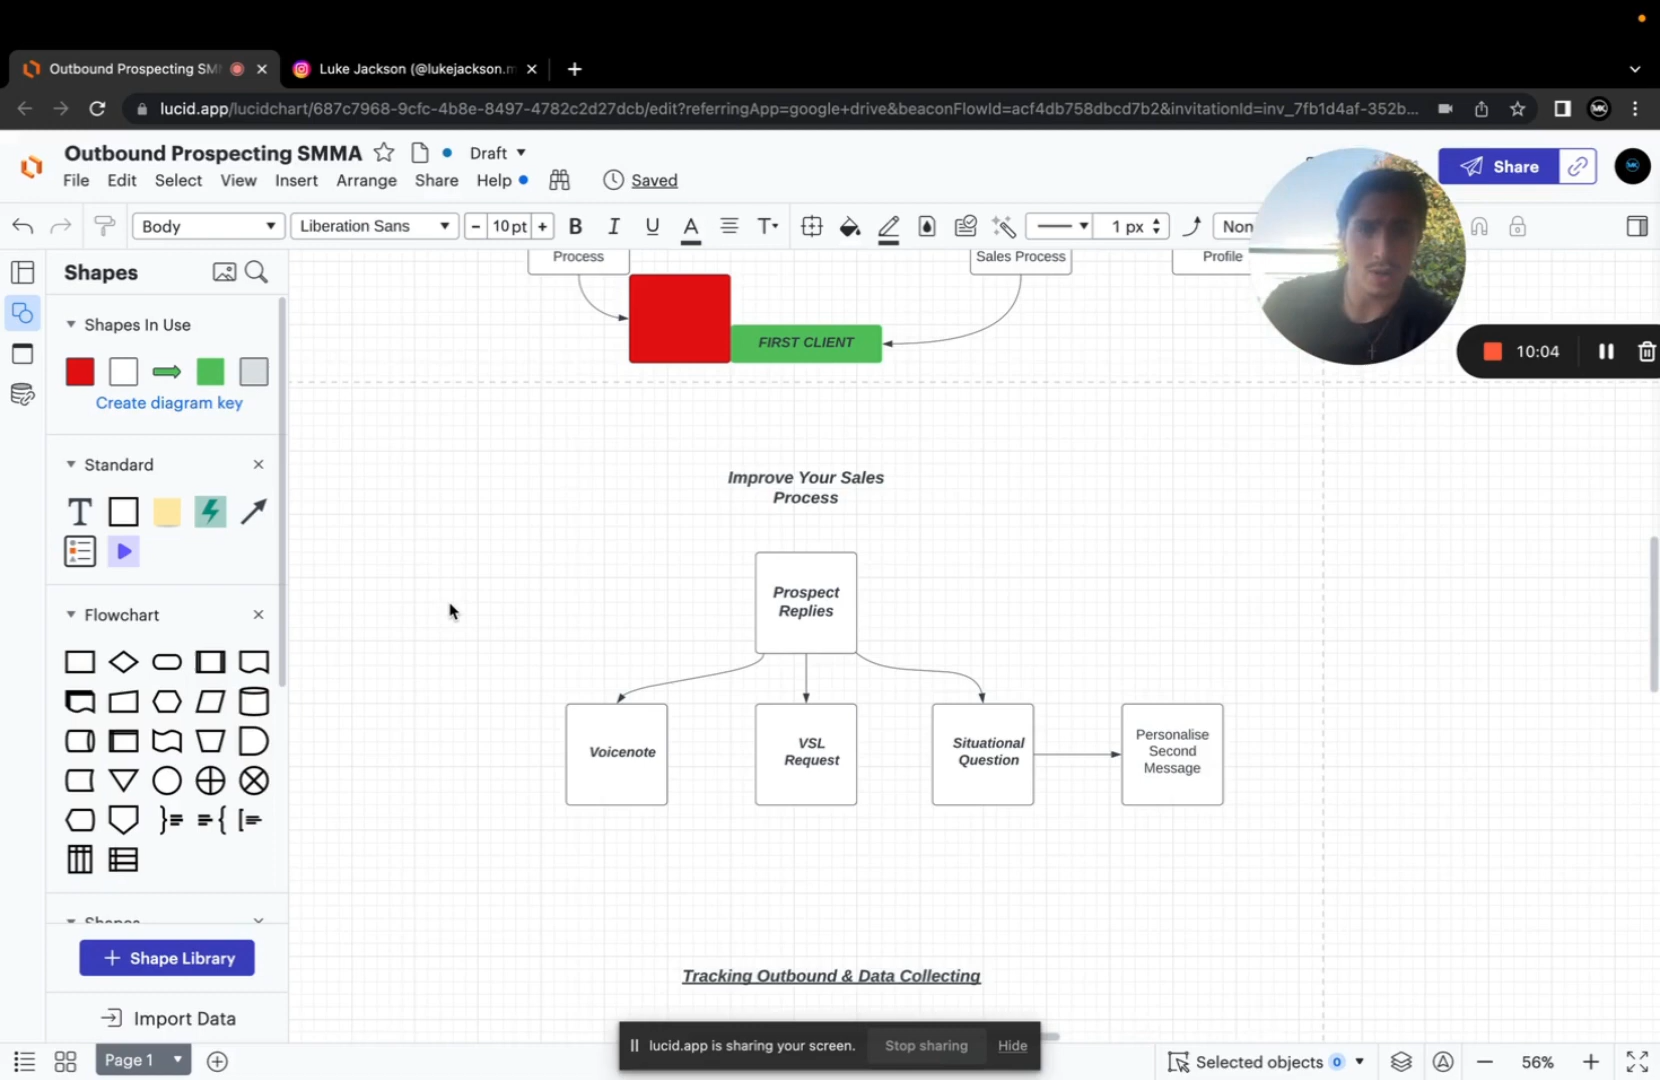 Outbound Prospecting SM
Luke Jackson (@lukejackson.m
lucid.app/lucidchart/687c7968-9cfc-4b8e-8497-4782c2d27dcb/edit?referringApp=google+drive&beaconFlowId=acf4db758dbcd7b2&invitationId=inv_7fb1d4af-352b...
Outbound Prospecting SMMA
Draft
Share
File Edit Select View Insert Arrange Share Help
Saved
Body
Liberation Sans
- 10 pt +
B I U A T
1 px
Non
Shapes
Process
Sales Process
Profile
Shapes In Use
FIRST CLIENT
10:04
Create diagram key
Standard
T
Improve Your Sales
Process
Flowchart
Prospect
Replies
Voicenote
VSL
Request
Situational
Question
Personalise
Second
Message
Shapes
+ Shape Library
Tracking Outbound & Data Collecting
Import Data
lucid.app is sharing your screen.
Stop sharing
Hide
Page 1
Selected objects 0
56%